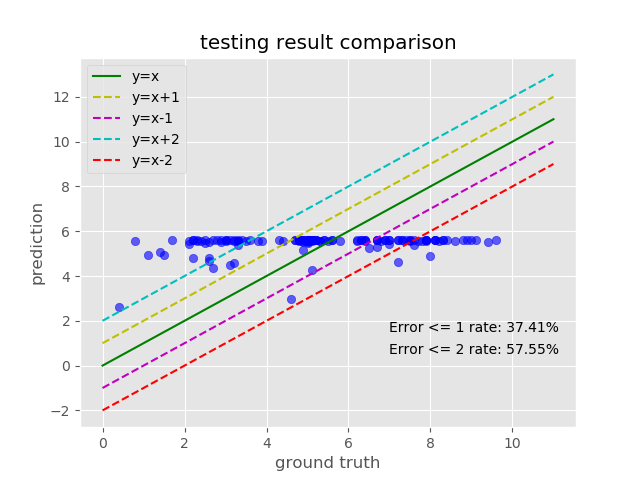 testing result comparison
y=x
y=x+1
y=x-1
y=x+2
y=x-2
12
10
8
6
4
2
0
−2
prediction
Error <= 1 rate: 37.41%
Error <= 2 rate: 57.55%
0 2 4 6 8 10
ground truth